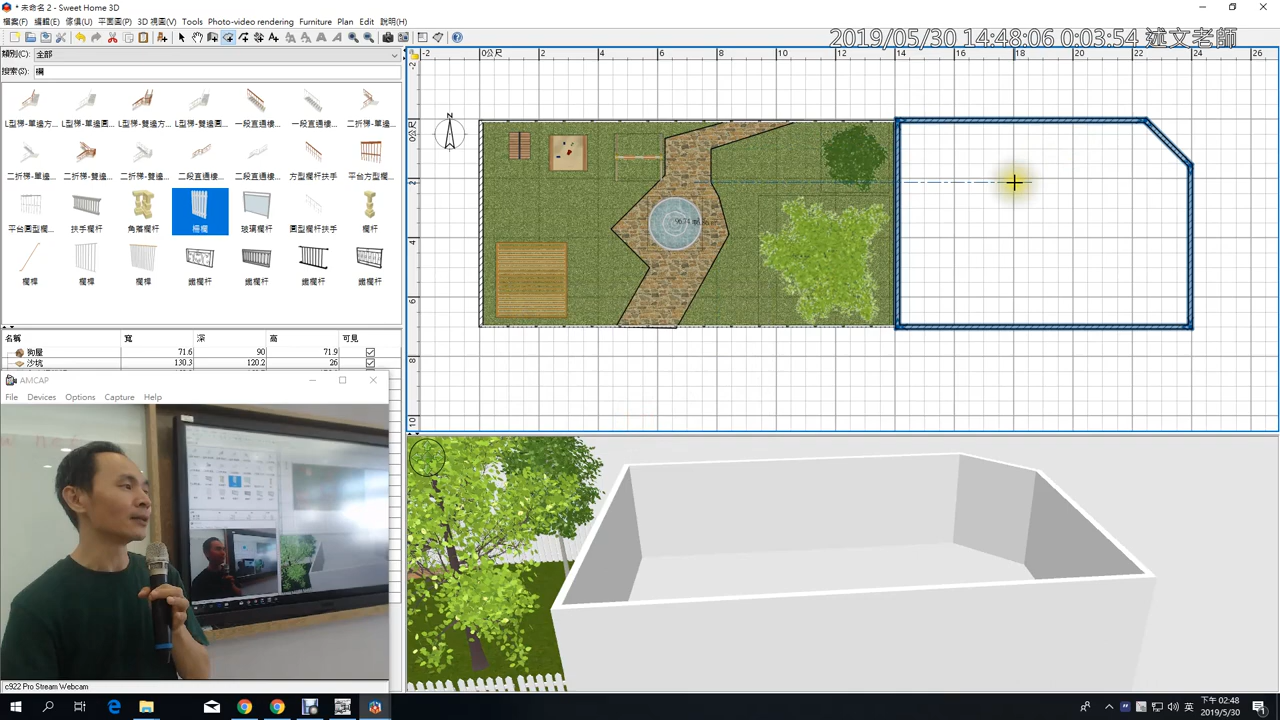 * 未命名 2 - Sweet Home 3D
檔案(F) 編輯(E) 傢俱(U) 平面圖(P) 3D 視圖(V) Tools Photo-video rendering Furniture Plan Edit 說明(H)
2019/05/30 14:48:06 0:03:54 述文老師
類別(C): 全部
搜索(S): 欄
-2 0公尺 2 4 6 8 10 12 14 16 18 20 22 24 26
-2
0公尺
2
4
6
8
10
N
L型梯-單邊方... L型梯-單邊圓... L型梯-雙邊方... L型梯-雙邊圓... 一段直通樓... 一段直通樓... 二折梯-單邊...
二折梯-單... 二折梯-雙邊... 二折梯-雙邊... 二段直通樓... 二段直通樓... 方型欄杆扶手 平台方型欄...
圓型欄... 扶手欄杆 角落欄杆 柵欄 玻璃欄杆 圓型欄杆扶手 欄杆
鐵欄杆 鐵欄杆 鐵欄杆 鐵欄杆
名稱 寬 深 高 可見
狗屋 71.6 90 71.9
沙坑 130.3 120.2 26
AMCAP
File Devices Options Capture Help
c922 Pro Stream Webcam
英
下午 02:48
2019/5/30